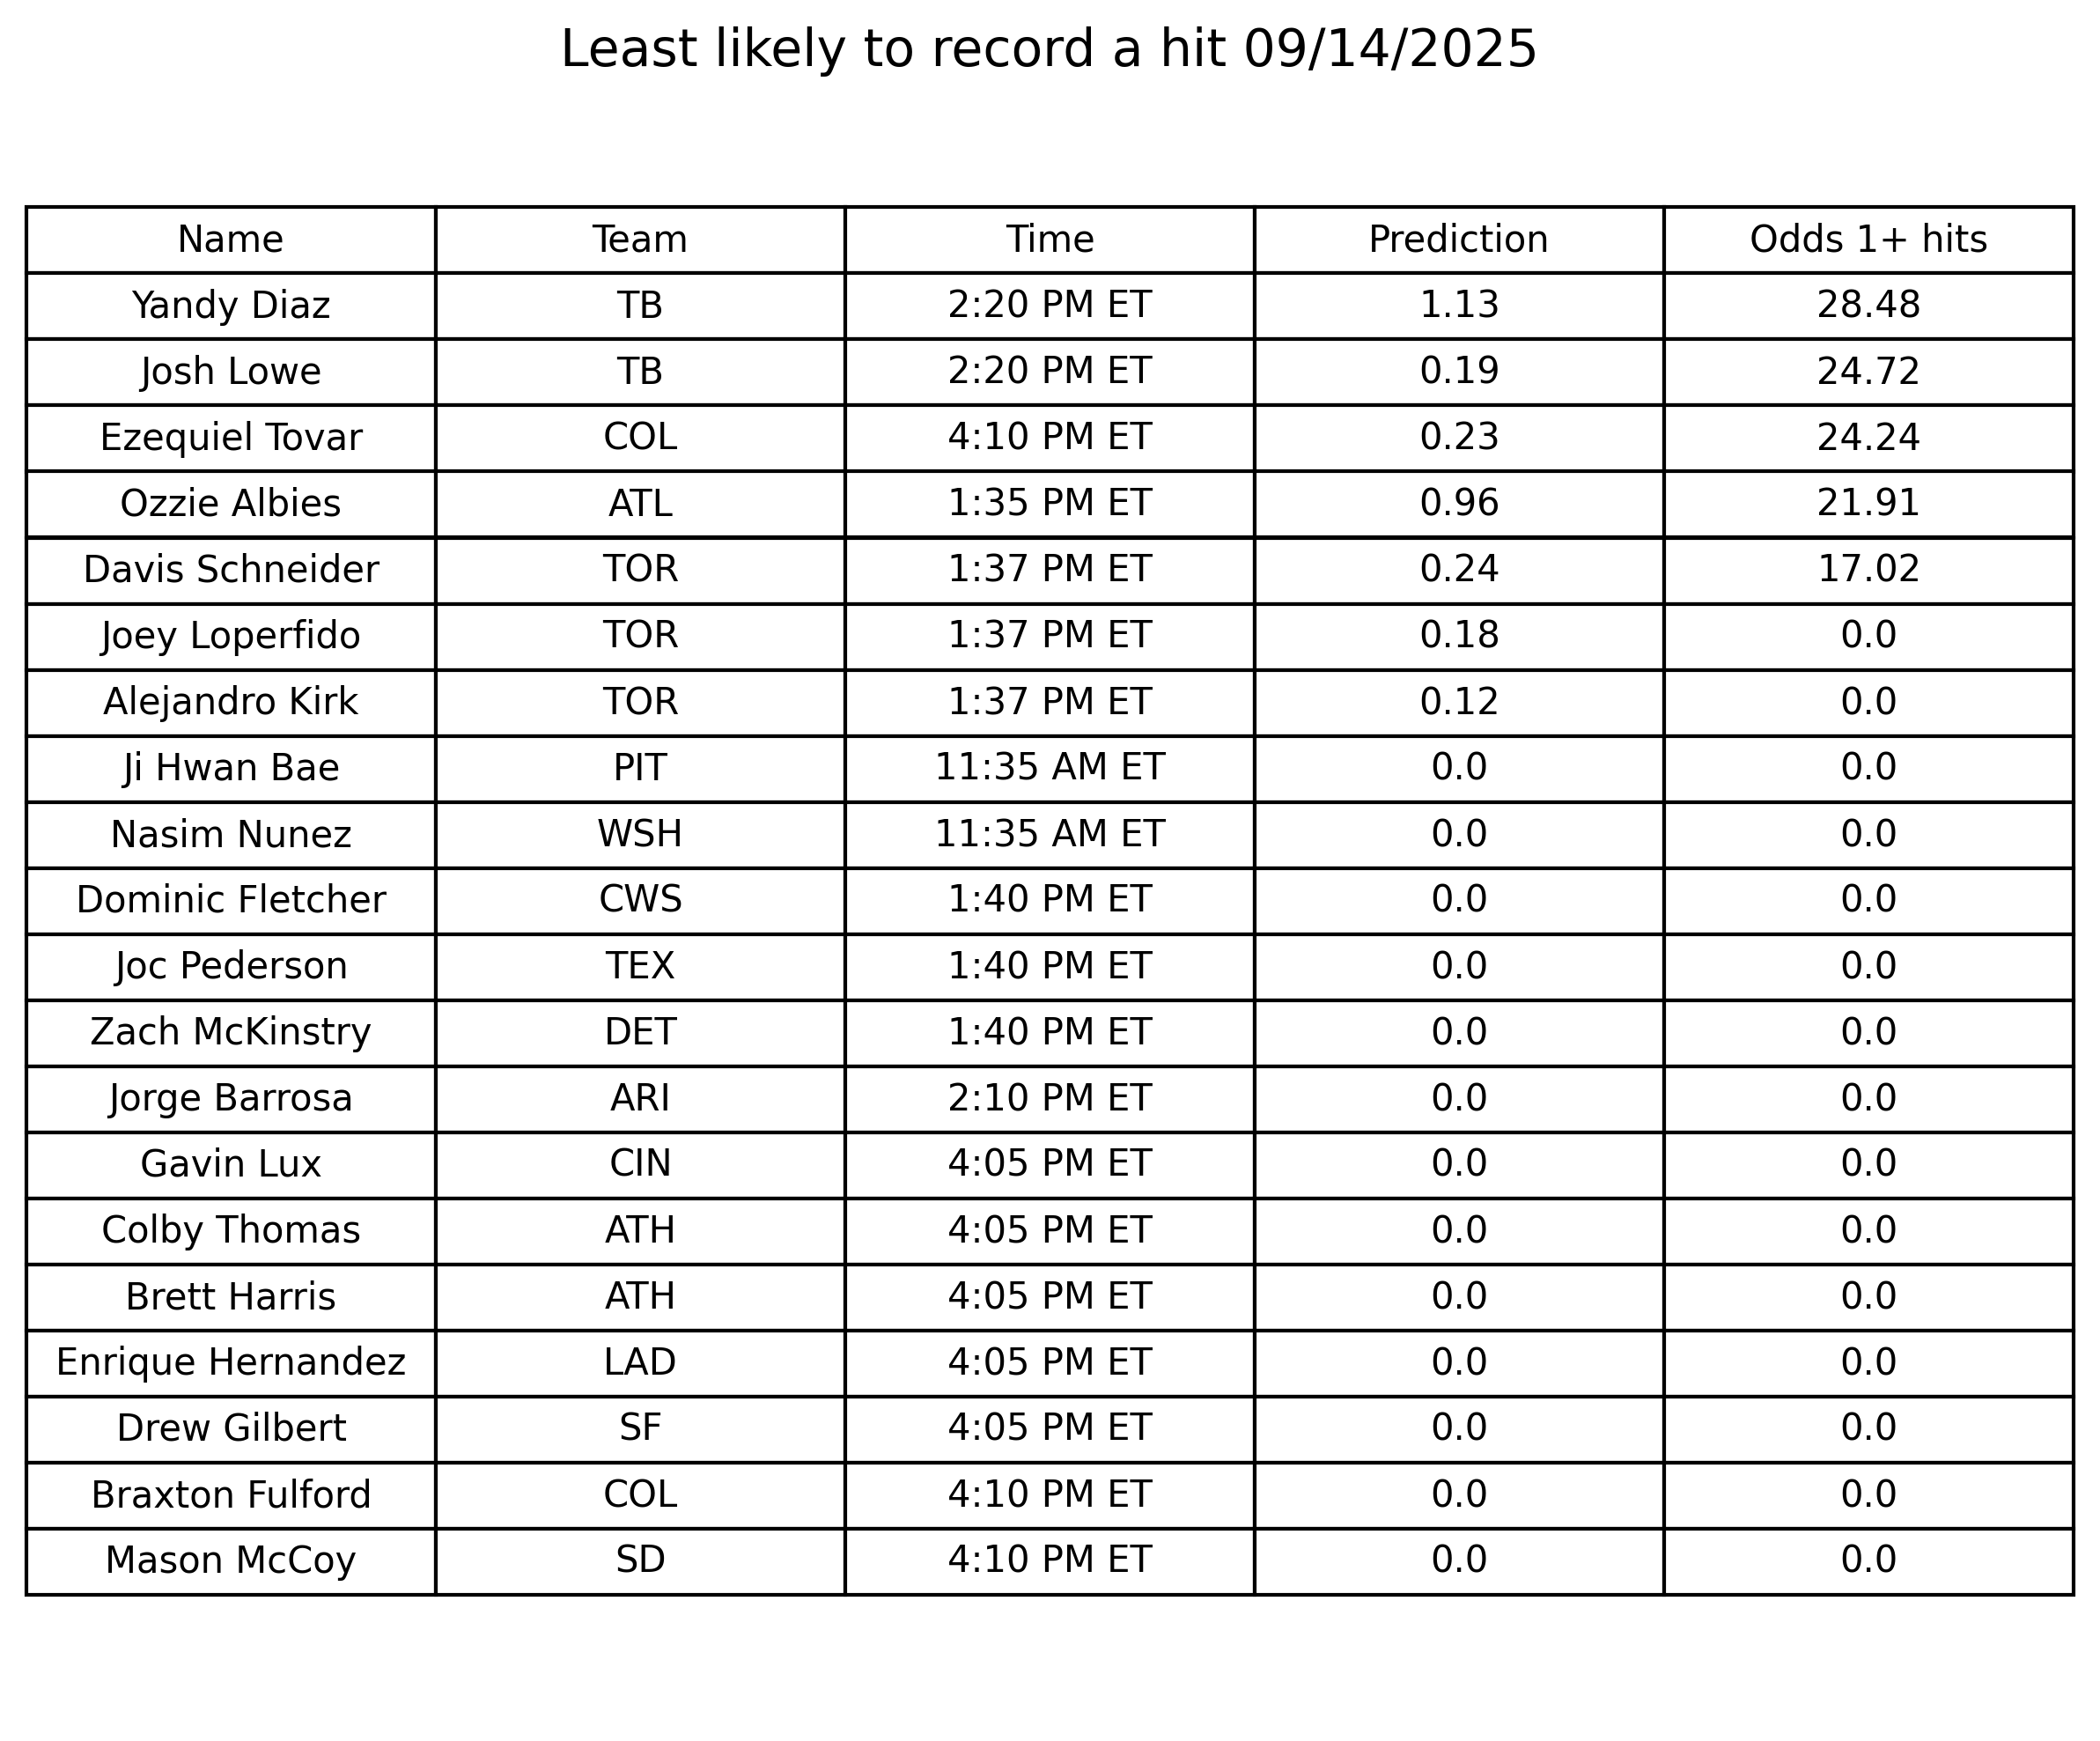 Least likely to record a hit 09/14/2025
Name Team Time Prediction Odds 1+ hits
Yandy Diaz TB 2:20 PM ET 1.13 28.48
Josh Lowe TB 2:20 PM ET 0.19 24.72
Ezequiel Tovar COL 4:10 PM ET 0.23 24.24
Ozzie Albies ATL 1:35 PM ET 0.96 21.91
Davis Schneider TOR 1:37 PM ET 0.24 17.02
Joey Loperfido TOR 1:37 PM ET 0.18 0.0
Alejandro Kirk TOR 1:37 PM ET 0.12 0.0
Ji Hwan Bae PIT 11:35 AM ET 0.0 0.0
Nasim Nunez WSH 11:35 AM ET 0.0 0.0
Dominic Fletcher CWS 1:40 PM ET 0.0 0.0
Joc Pederson TEX 1:40 PM ET 0.0 0.0
Zach McKinstry DET 1:40 PM ET 0.0 0.0
Jorge Barrosa ARI 2:10 PM ET 0.0 0.0
Gavin Lux CIN 4:05 PM ET 0.0 0.0
Colby Thomas ATH 4:05 PM ET 0.0 0.0
Brett Harris ATH 4:05 PM ET 0.0 0.0
Enrique Hernandez LAD 4:05 PM ET 0.0 0.0
Drew Gilbert SF 4:05 PM ET 0.0 0.0
Braxton Fulford COL 4:10 PM ET 0.0 0.0
Mason McCoy SD 4:10 PM ET 0.0 0.0